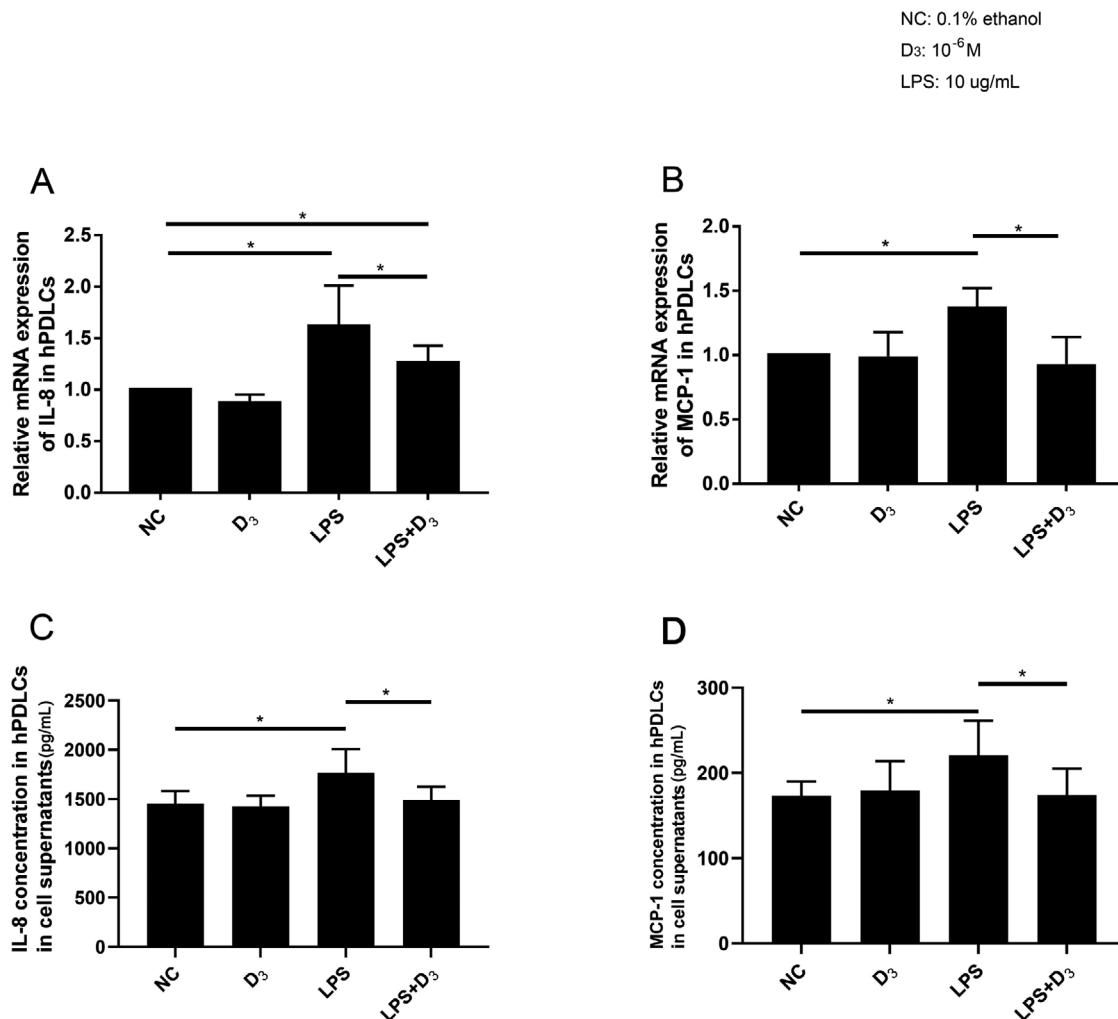 NC: 0.1% ethanol
D₃: 10⁻⁶ M
LPS: 10 ug/mL
A
Relative mRNA expression
of IL-8 in hPDLCs
2.5
2.0
1.5
1.0
0.5
0.0
*
*
*
NC
D₃
LPS
LPS+D₃
B
Relative mRNA expression
of MCP-1 in hPDLCs
2.0
1.5
1.0
0.5
0.0
*
*
NC
D₃
LPS
LPS+D₃
C
IL-8 concentration in hPDLCs
in cell supernatants (pg/mL)
2500
2000
1500
1000
500
0
*
*
NC
D₃
LPS
LPS+D₃
D
MCP-1 concentration in hPDLCs
in cell supernatants (pg/mL)
300
200
100
0
*
*
NC
D₃
LPS
LPS+D₃